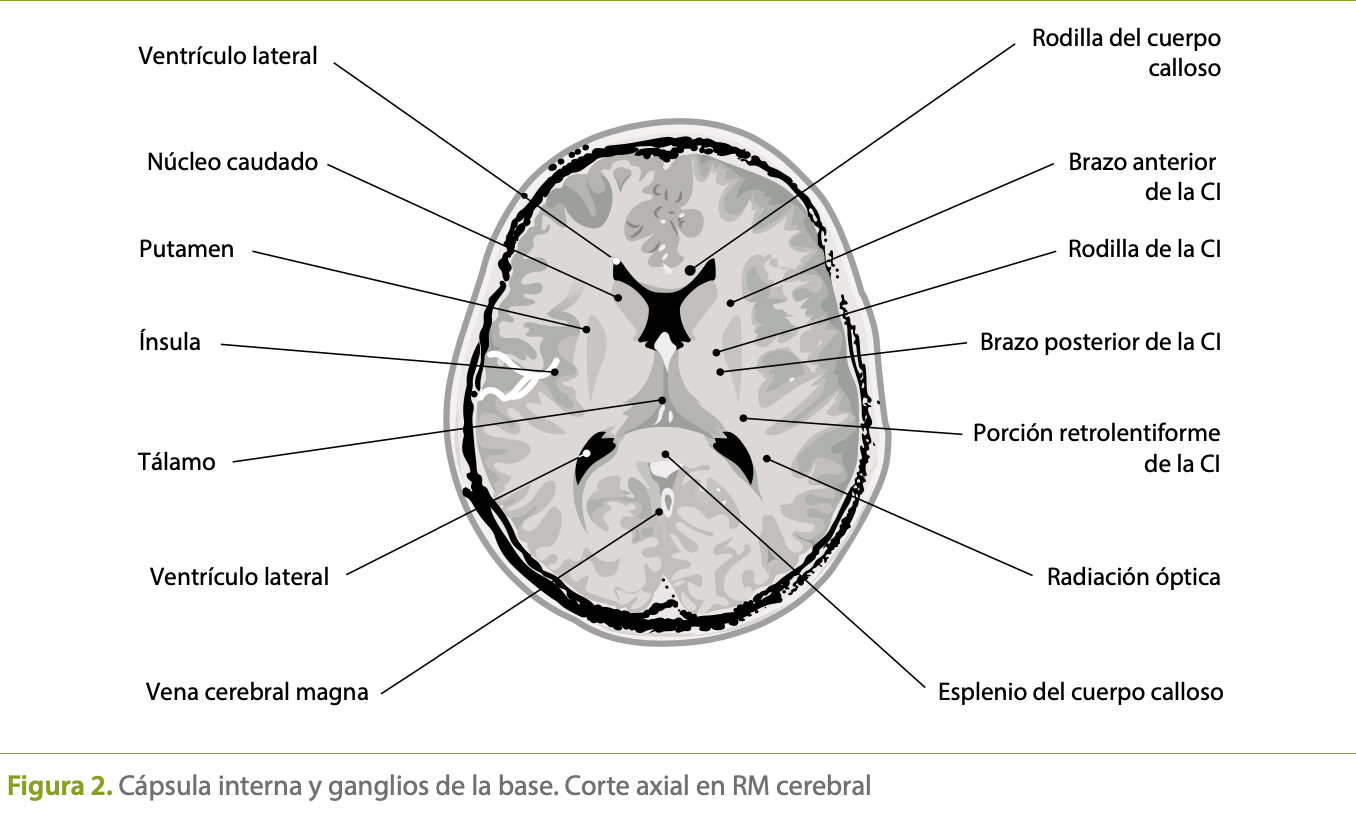 Ventrículo lateral
Núcleo caudado
Putamen
Ínsula
Tálamo
Ventrículo lateral
Vena cerebral magna
Rodilla del cuerpo
calloso
Brazo anterior
de la CI
Rodilla de la CI
Brazo posterior de la CI
Porción retrolentiforme
de la CI
Radiación óptica
Esplenio del cuerpo calloso
Figura 2. Cápsula interna y ganglios de la base. Corte axial en RM cerebral